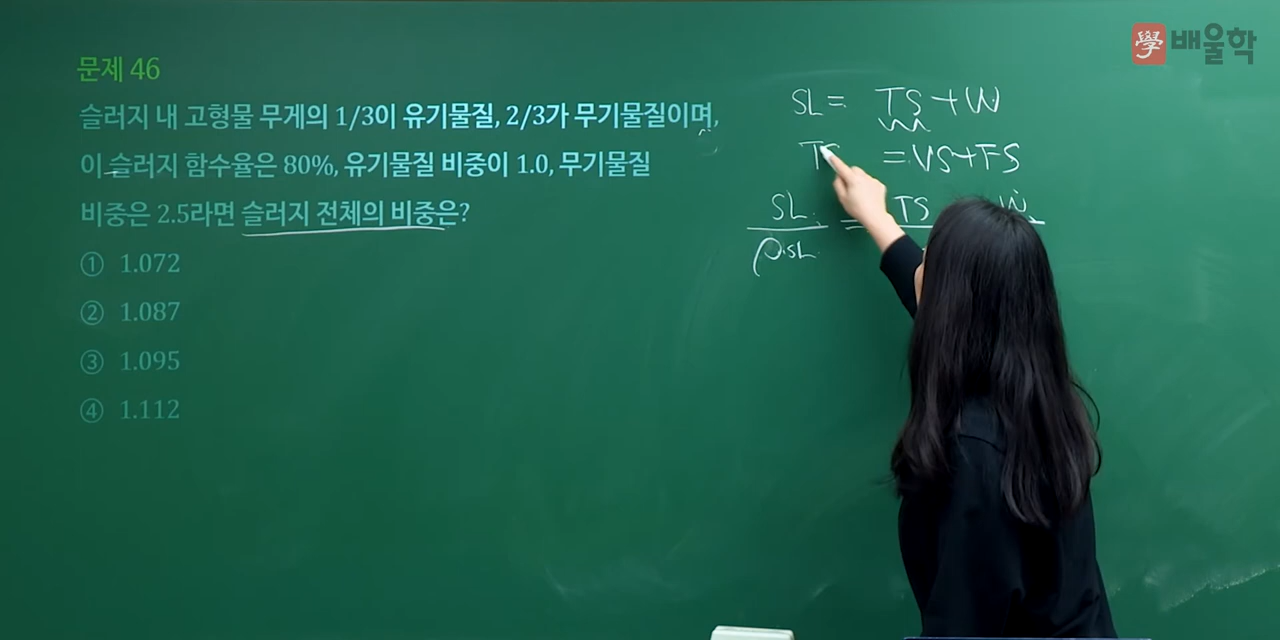 學 배울학
문제 46
슬러지 내 고형물 무게의 1/3이 유기물질, 2/3가 무기물질이며,
이 슬러지 함수율은 80%, 유기물질 비중이 1.0, 무기물질
비중은 2.5라면 슬러지 전체의 비중은?
① 1.072
② 1.087
③ 1.095
④ 1.112
SL = TS + W
TS = VS + FS
SL = TS W
ρSL